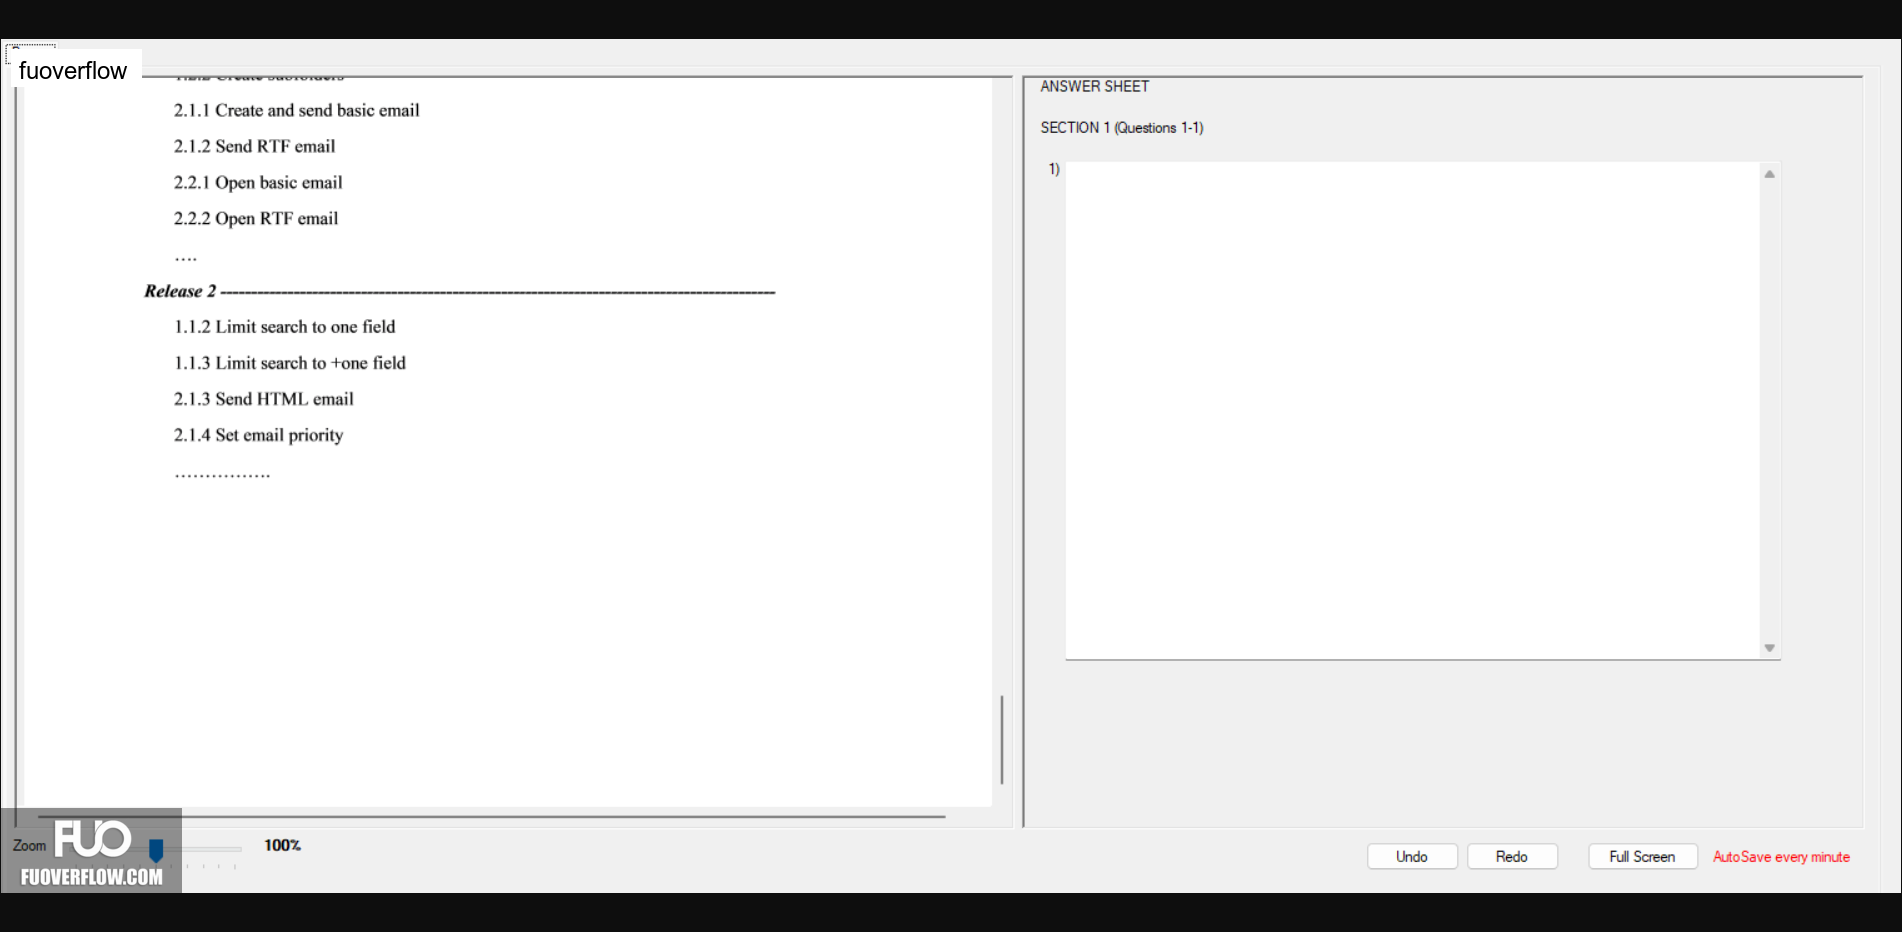 fuoverflow
2.1.1 Create and send basic email
2.1.2 Send RTF email
2.2.1 Open basic email
2.2.2 Open RTF email
....
Release 2 ---------------------------------------------------------------------------------------------
1.1.2 Limit search to one field
1.1.3 Limit search to +one field
2.1.3 Send HTML email
2.1.4 Set email priority
................
ANSWER SHEET
SECTION 1 (Questions 1-1)
1)
Zoom
100%
FUO
FUOVERFLOW.COM
Undo
Redo
Full Screen
AutoSave every minute